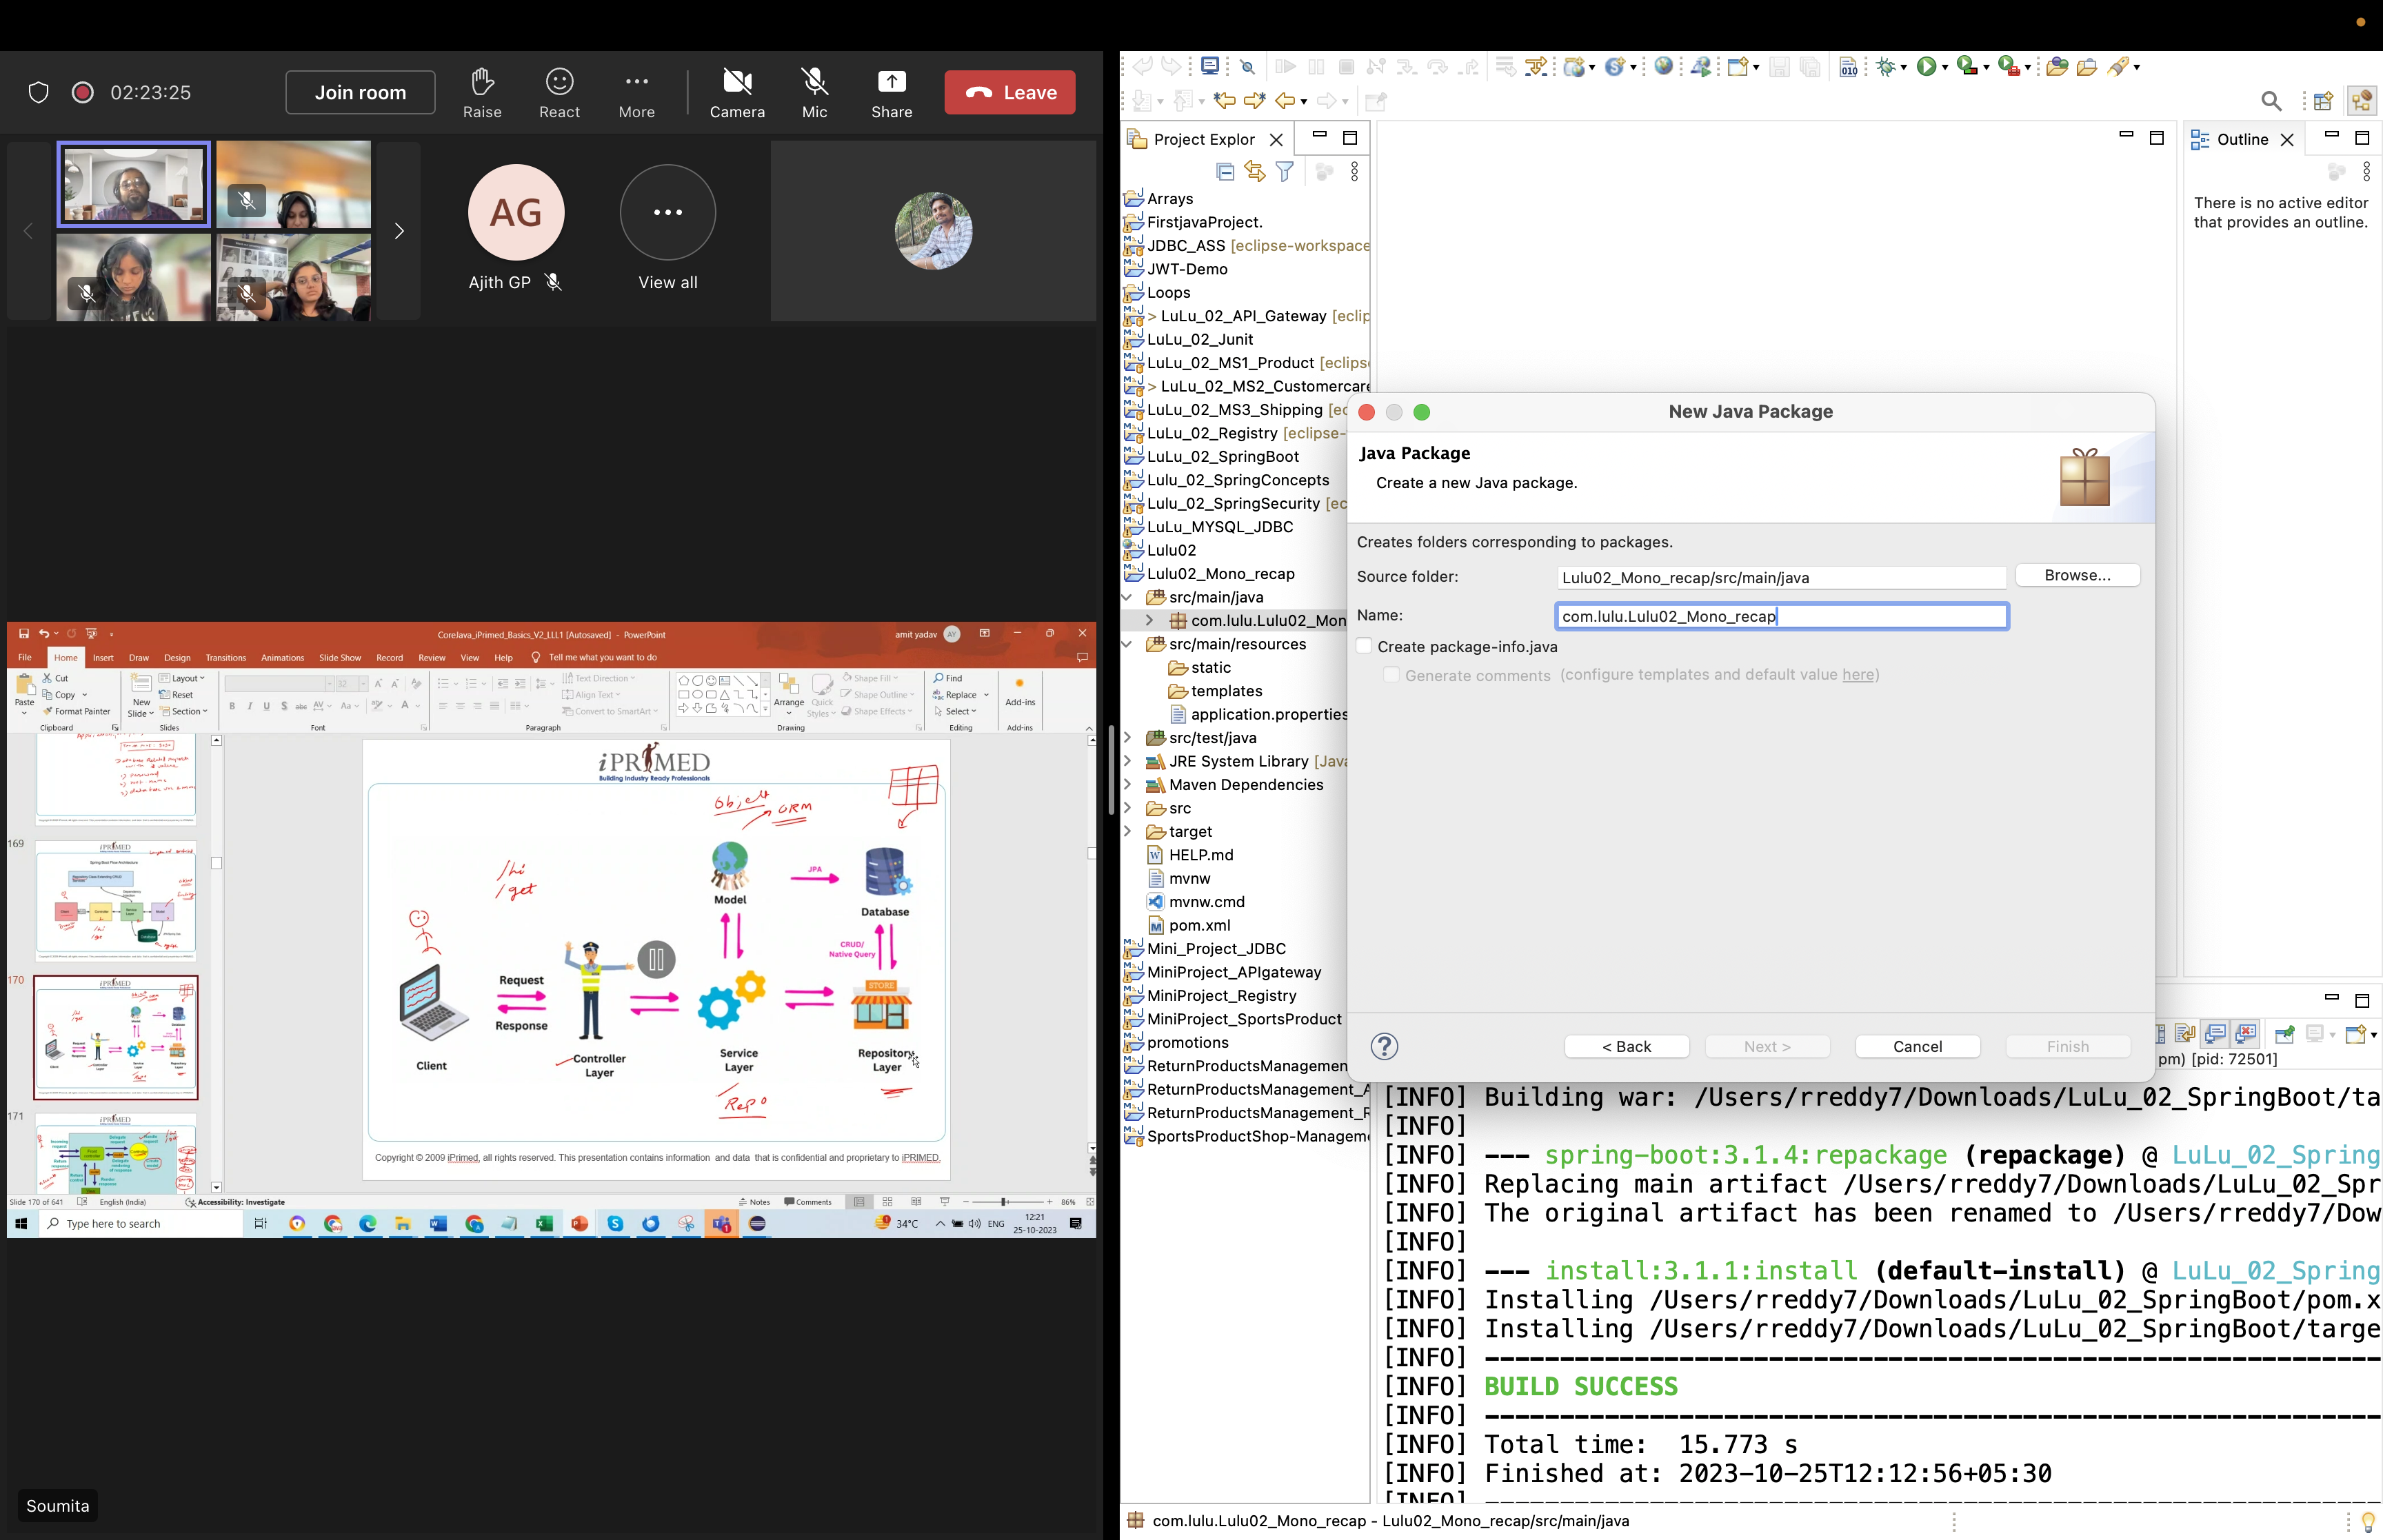 02:23:25
Join room
Raise
React
More
Camera
Mic
Share
Leave
AG
Ajith GP
View all
CoreJava_iPrimed_Basics_V2_LLL1 [Autosaved] - PowerPoint
amit yadav
AY
File
Home
Insert
Draw
Design
Transitions
Animations
Slide Show
Record
Review
View
Help
Tell me what you want to do
Paste
Cut
Copy
Format Painter
Clipboard
New
Slide
Layout
Reset
Section
Slides
32
Font
Text Direction
Align Text
Convert to SmartArt
Paragraph
Arrange
Quick
Styles
Shape Fill
Shape Outline
Shape Effects
Drawing
Find
Replace
Select
Editing
Add-ins
Add-ins
169
Spring Boot Flow Architecture
170
171
iPRIMED
Building Industry Ready Professionals
Object
ORM
/hi
/get
Model
JPA
Database
CRUD/
Native Query
Request
Response
STORE
Client
Controller
Layer
Service
Layer
Repository
Layer
Repo
Copyright © 2009 iPrimed, all rights reserved. This presentation contains information and data that is confidential and proprietary to iPRIMED.
Slide 170 of 641
English (India)
Accessibility: Investigate
Notes
Comments
86%
Type here to search
34°C
ENG
12:21
25-10-2023
Soumita
Project Explor
Arrays
FirstjavaProject.
JDBC_ASS [eclipse-workspace
JWT-Demo
Loops
> LuLu_02_API_Gateway [eclip
LuLu_02_Junit
LuLu_02_MS1_Product [eclips
> LuLu_02_MS2_Customercare
LuLu_02_MS3_Shipping [ec
LuLu_02_Registry [eclipse-
LuLu_02_SpringBoot
Lulu_02_SpringConcepts
Lulu_02_SpringSecurity [ec
LuLu_MYSQL_JDBC
Lulu02
Lulu02_Mono_recap
src/main/java
com.lulu.Lulu02_Mon
src/main/resources
static
templates
application.properties
src/test/java
JRE System Library [Java
Maven Dependencies
src
target
HELP.md
mvnw
mvnw.cmd
pom.xml
Mini_Project_JDBC
MiniProject_APIgateway
MiniProject_Registry
MiniProject_SportsProduct
promotions
ReturnProductsManagemen
ReturnProductsManagement_A
ReturnProductsManagement_R
SportsProductShop-Manageme
Outline
There is no active editor
that provides an outline.
New Java Package
Java Package
Create a new Java package.
Creates folders corresponding to packages.
Source folder:
Lulu02_Mono_recap/src/main/java
Browse...
Name:
com.lulu.Lulu02_Mono_recap
Create package-info.java
Generate comments (configure templates and default value here)
?
< Back
Next >
Cancel
Finish
pm) [pid: 72501]
[INFO] Building war: /Users/rreddy7/Downloads/LuLu_02_SpringBoot/ta
[INFO]
[INFO] --- spring-boot:3.1.4:repackage (repackage) @ LuLu_02_Spring
[INFO] Replacing main artifact /Users/rreddy7/Downloads/LuLu_02_Spr
[INFO] The original artifact has been renamed to /Users/rreddy7/Dow
[INFO]
[INFO] --- install:3.1.1:install (default-install) @ LuLu_02_Spring
[INFO] Installing /Users/rreddy7/Downloads/LuLu_02_SpringBoot/pom.x
[INFO] Installing /Users/rreddy7/Downloads/LuLu_02_SpringBoot/targe
[INFO] ------------------------------------------------------------
[INFO] BUILD SUCCESS
[INFO] ------------------------------------------------------------
[INFO] Total time:  15.773 s
[INFO] Finished at: 2023-10-25T12:12:56+05:30
[INFO] ------------------------------------------------------------
com.lulu.Lulu02_Mono_recap - Lulu02_Mono_recap/src/main/java